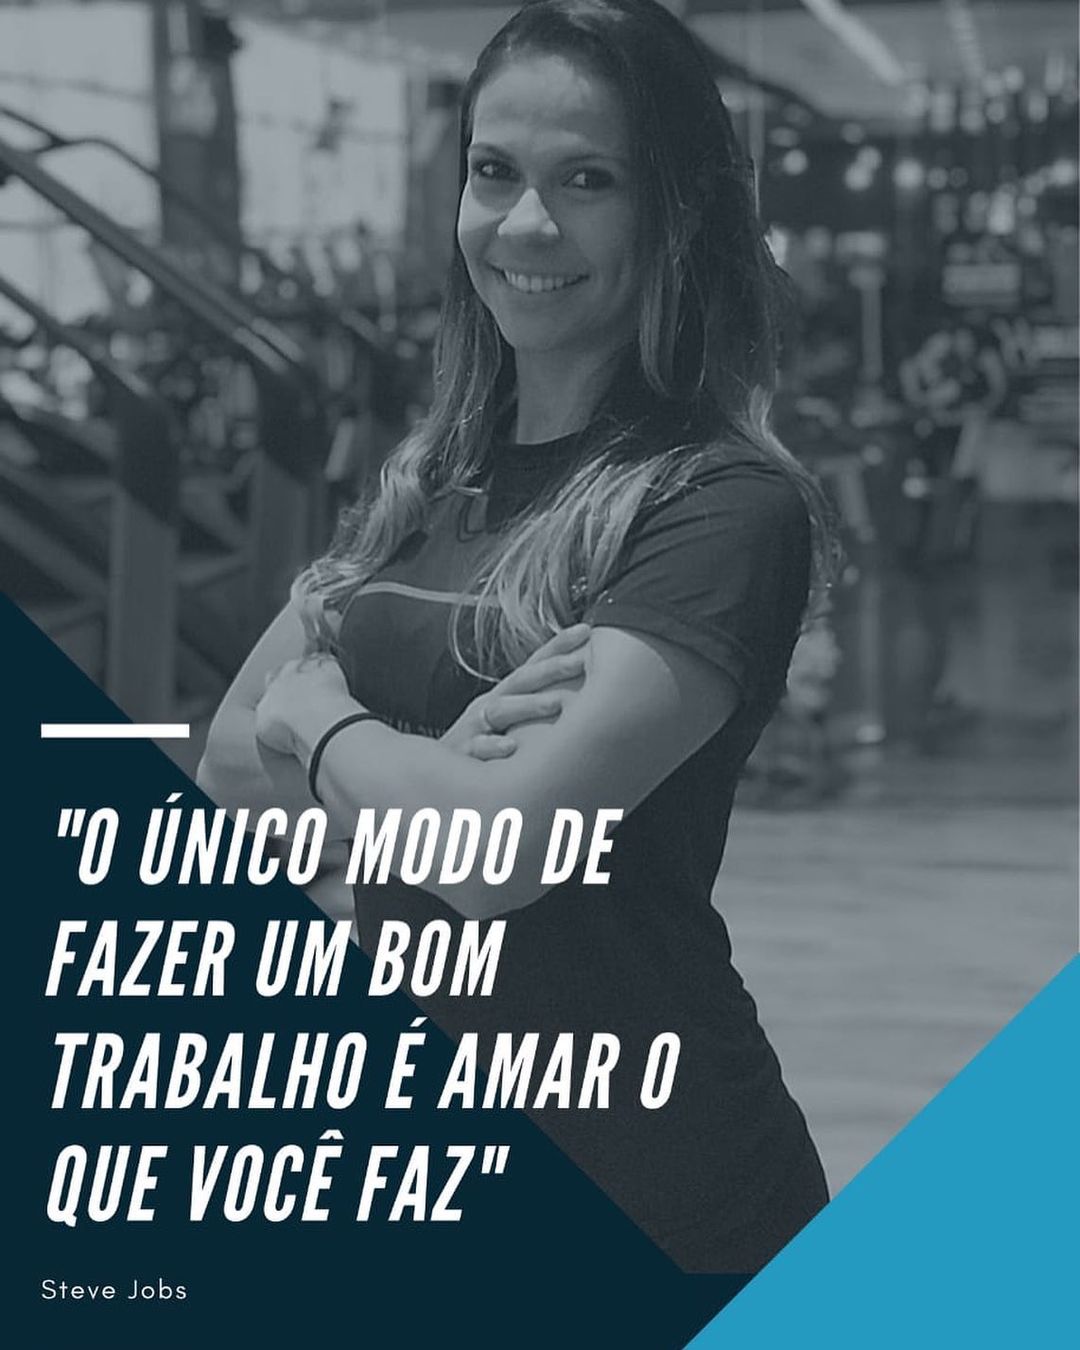 "O ÚNICO MODO DE
FAZER UM BOM
TRABALHO É AMAR O
QUE VOCÊ FAZ"
Steve Jobs